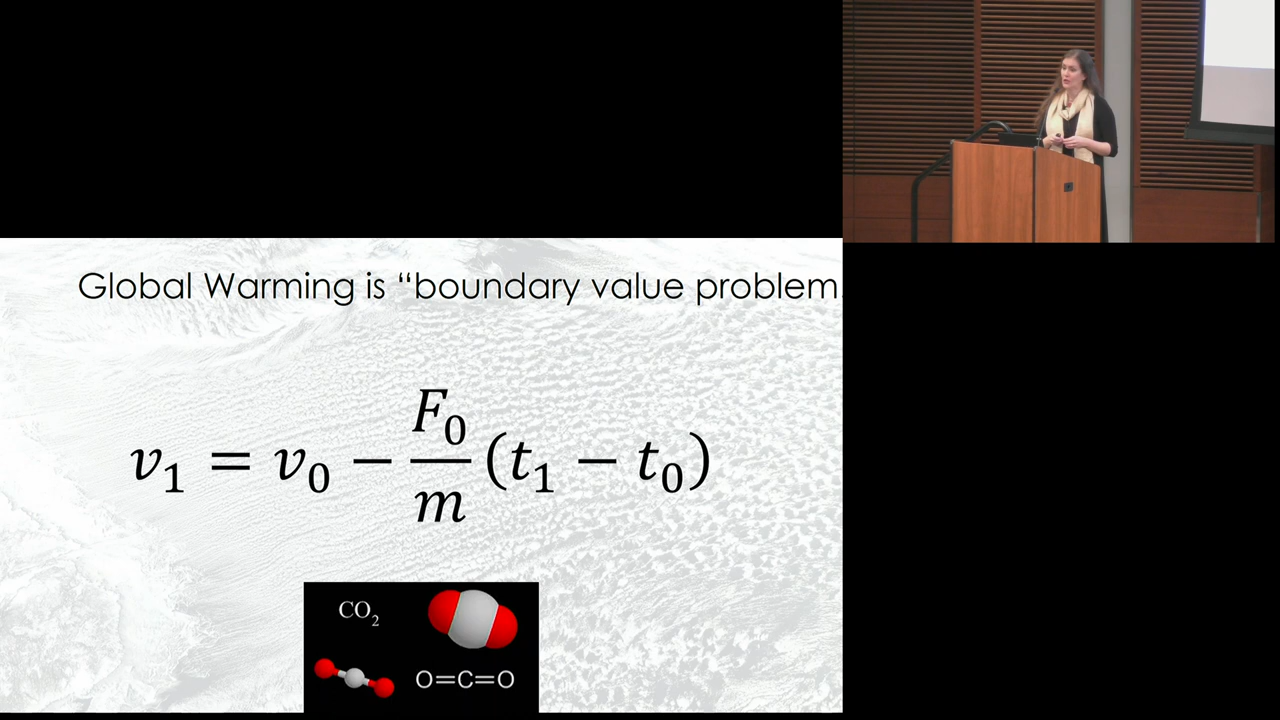 Global Warming is “boundary value problem
v₁ = v₀ − F₀/m (t₁ − t₀)
CO₂
O=C=O